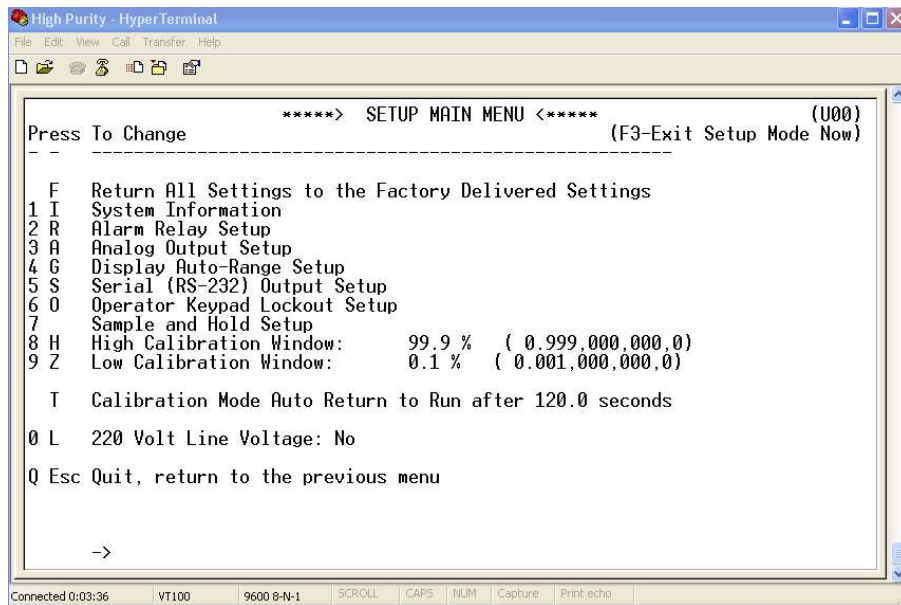 High Purity - HyperTerminal
File Edit View Call Transfer Help
*****> SETUP MAIN MENU <***** (U00)
Press To Change (F3-Exit Setup Mode Now)
- - ----------------------------------------------------------
F Return All Settings to the Factory Delivered Settings
1 I System Information
2 R Alarm Relay Setup
3 A Analog Output Setup
4 G Display Auto-Range Setup
5 S Serial (RS-232) Output Setup
6 O Operator Keypad Lockout Setup
7 Sample and Hold Setup
8 H High Calibration Window: 99.9 % ( 0.999,000,000,0)
9 Z Low Calibration Window: 0.1 % ( 0.001,000,000,0)
T Calibration Mode Auto Return to Run after 120.0 seconds
0 L 220 Volt Line Voltage: No
Q Esc Quit, return to the previous menu
->
Connected 0:03:36 VT100 9600 8-N-1 SCROLL CAPS NUM Capture Print echo